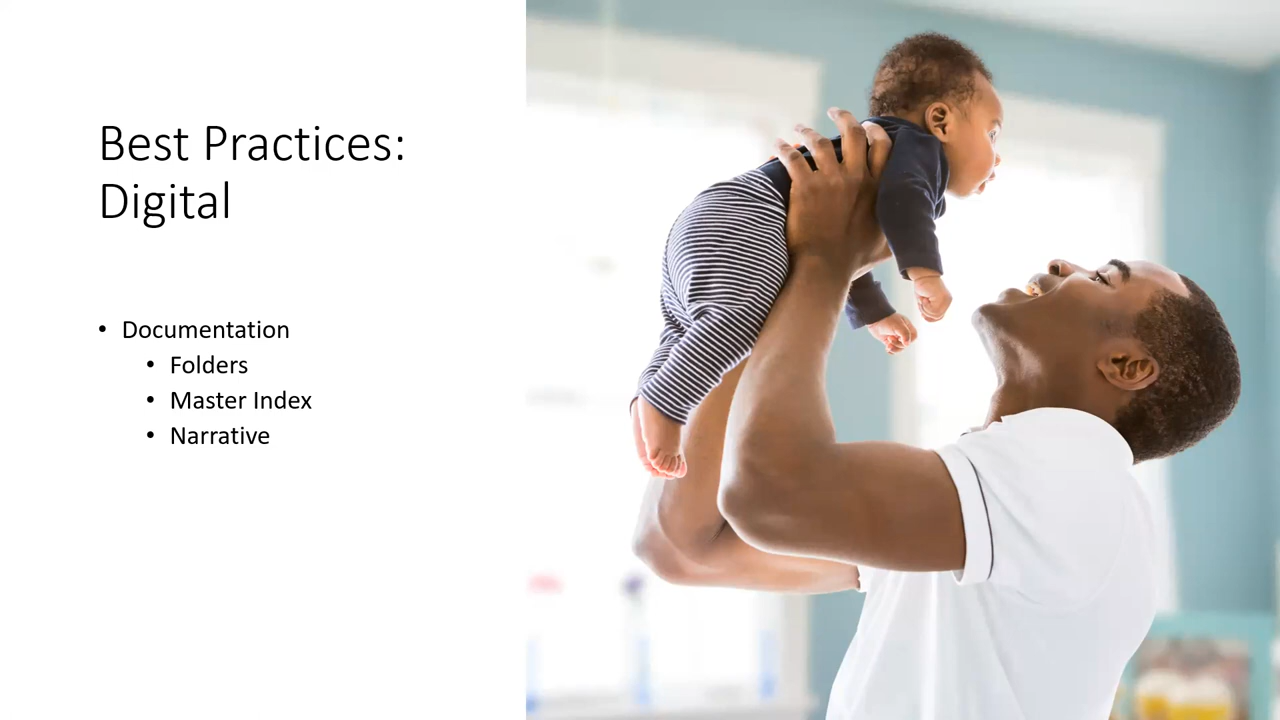 Best Practices:
Digital
• Documentation
• Folders
• Master Index
• Narrative